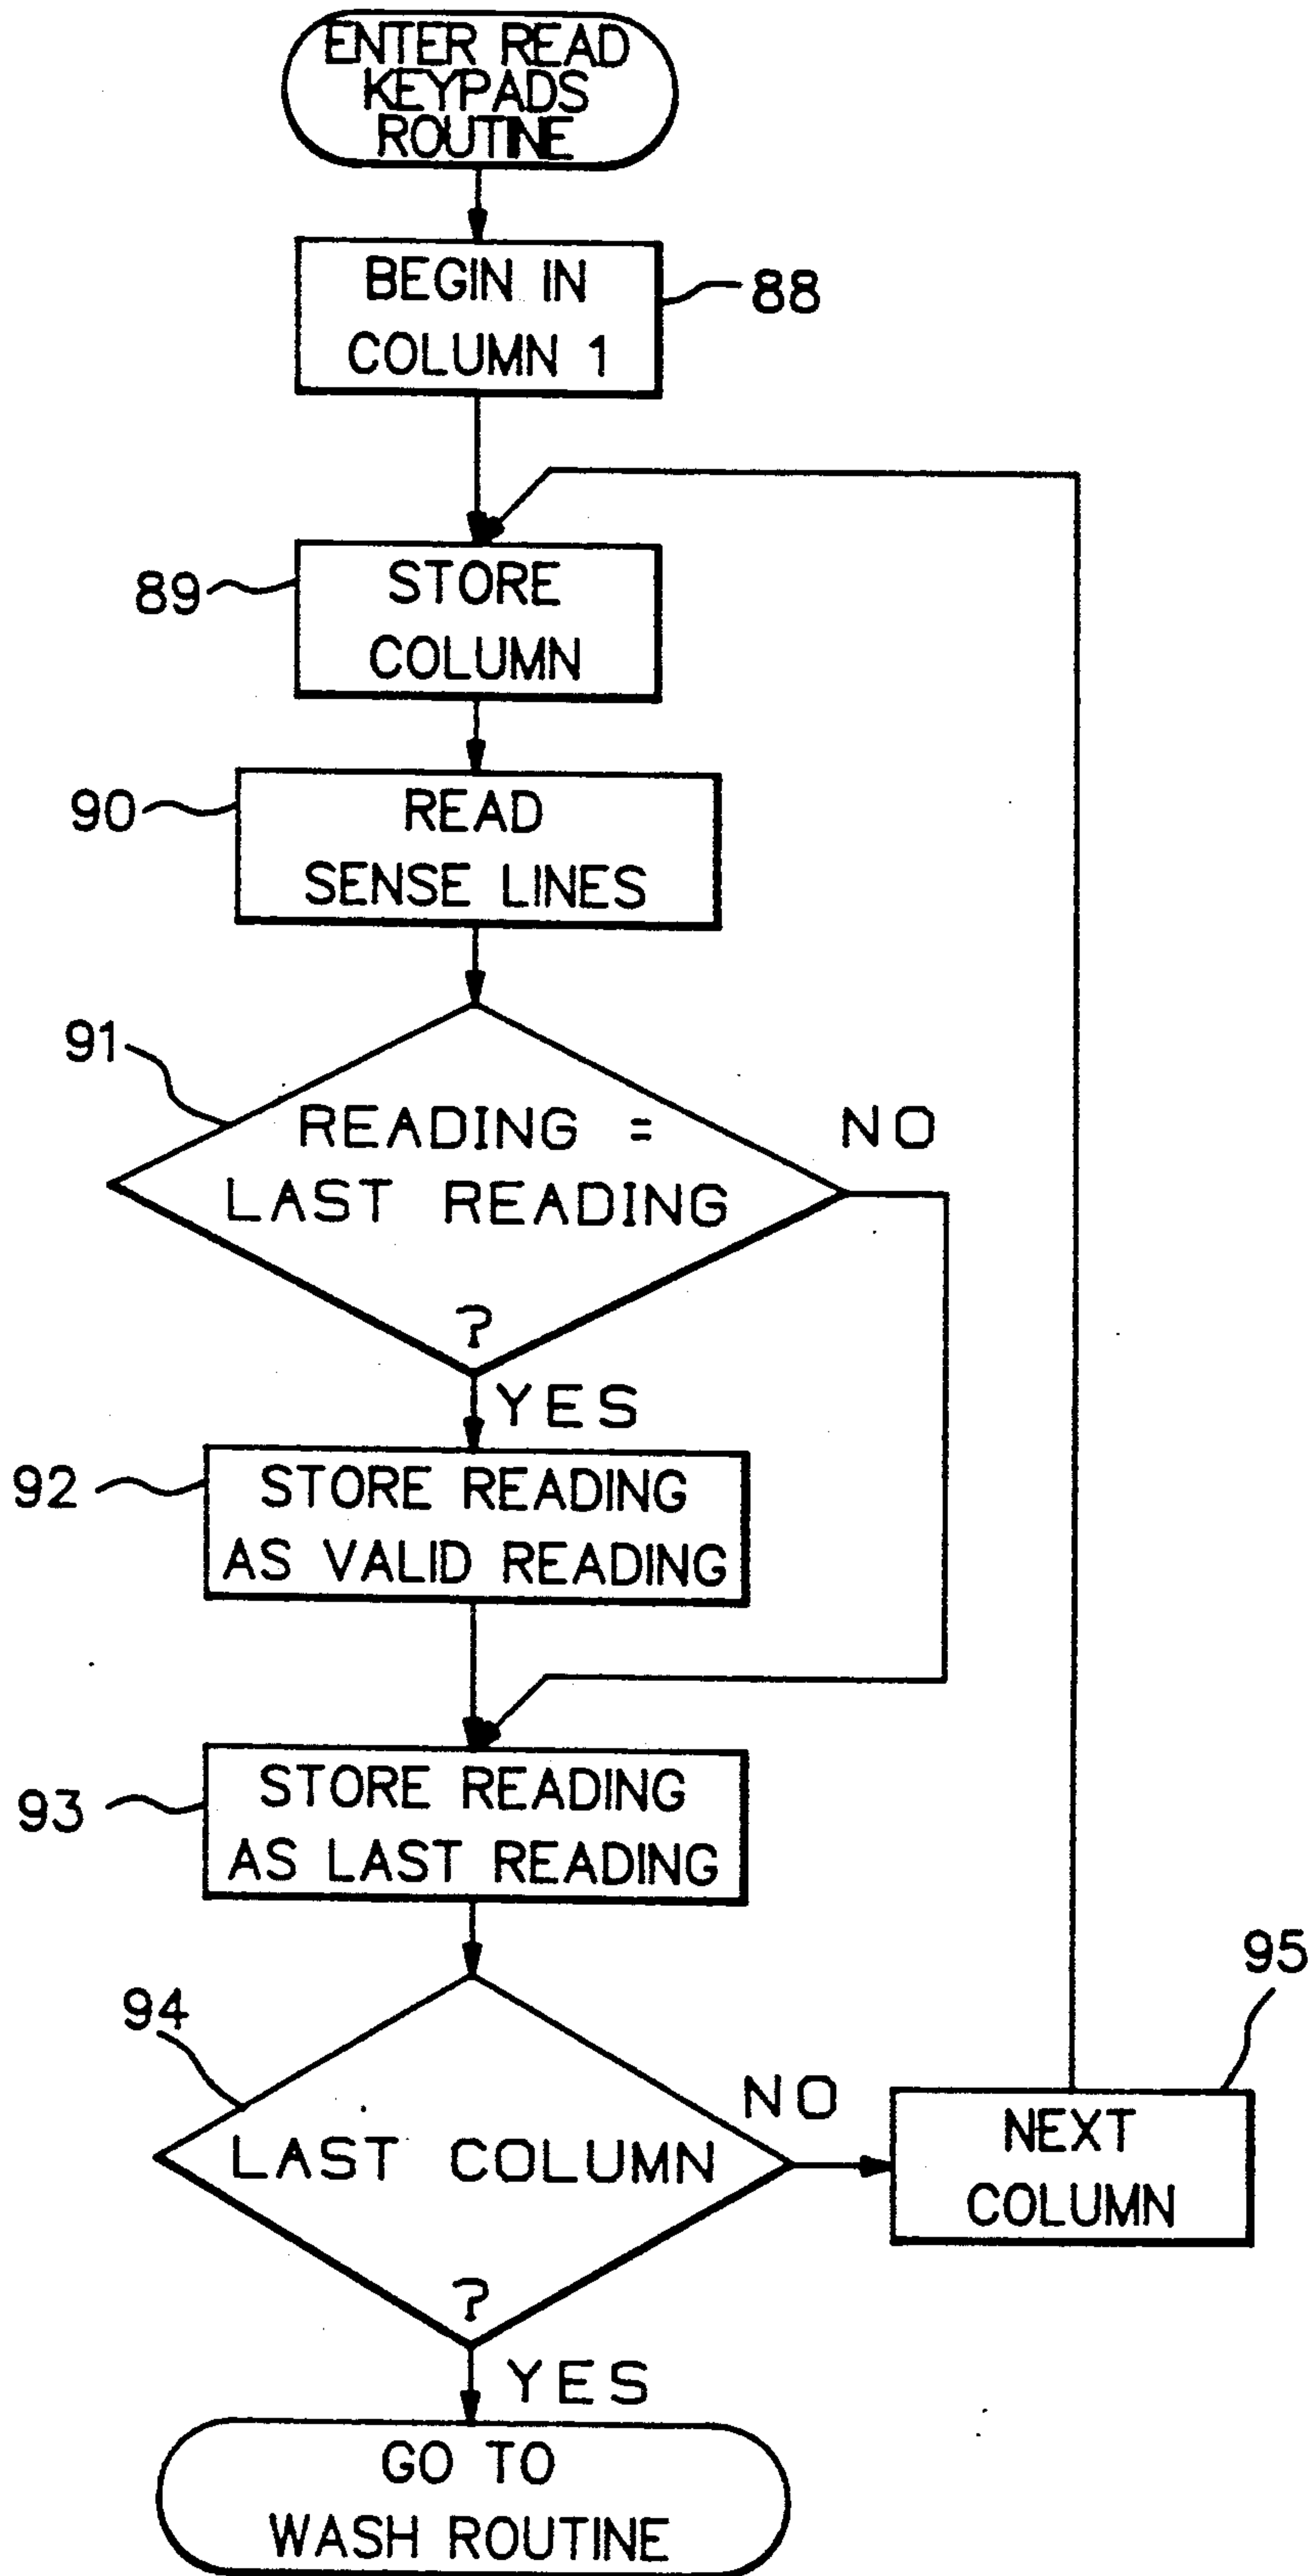 ENTER READ
KEYPADS
ROUTINE
BEGIN IN
COLUMN 1
88
STORE
COLUMN
89
READ
SENSE LINES
90
91
READING =
LAST READING
?
NO
YES
92
STORE READING
AS VALID READING
93
STORE READING
AS LAST READING
94
LAST COLUMN
?
NO
95
NEXT
COLUMN
YES
GO TO
WASH ROUTINE